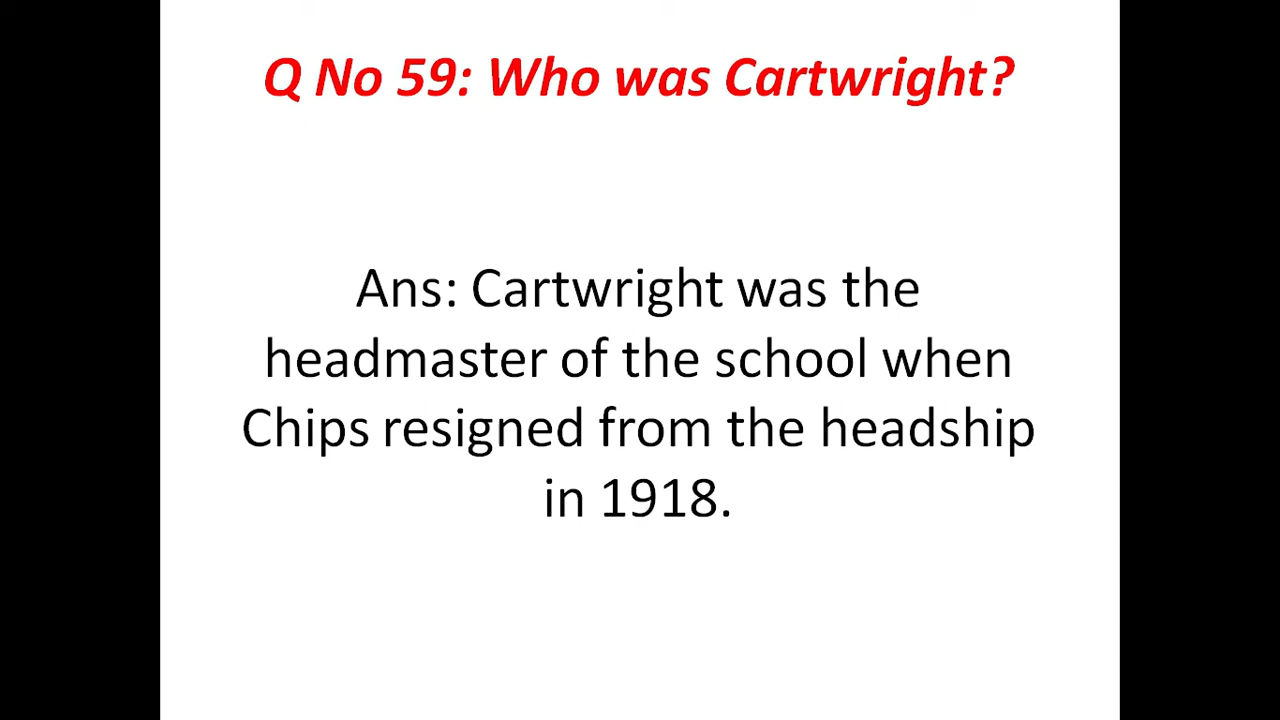 Q No 59: Who was Cartwright?
Ans: Cartwright was the
headmaster of the school when
Chips resigned from the headship
in 1918.